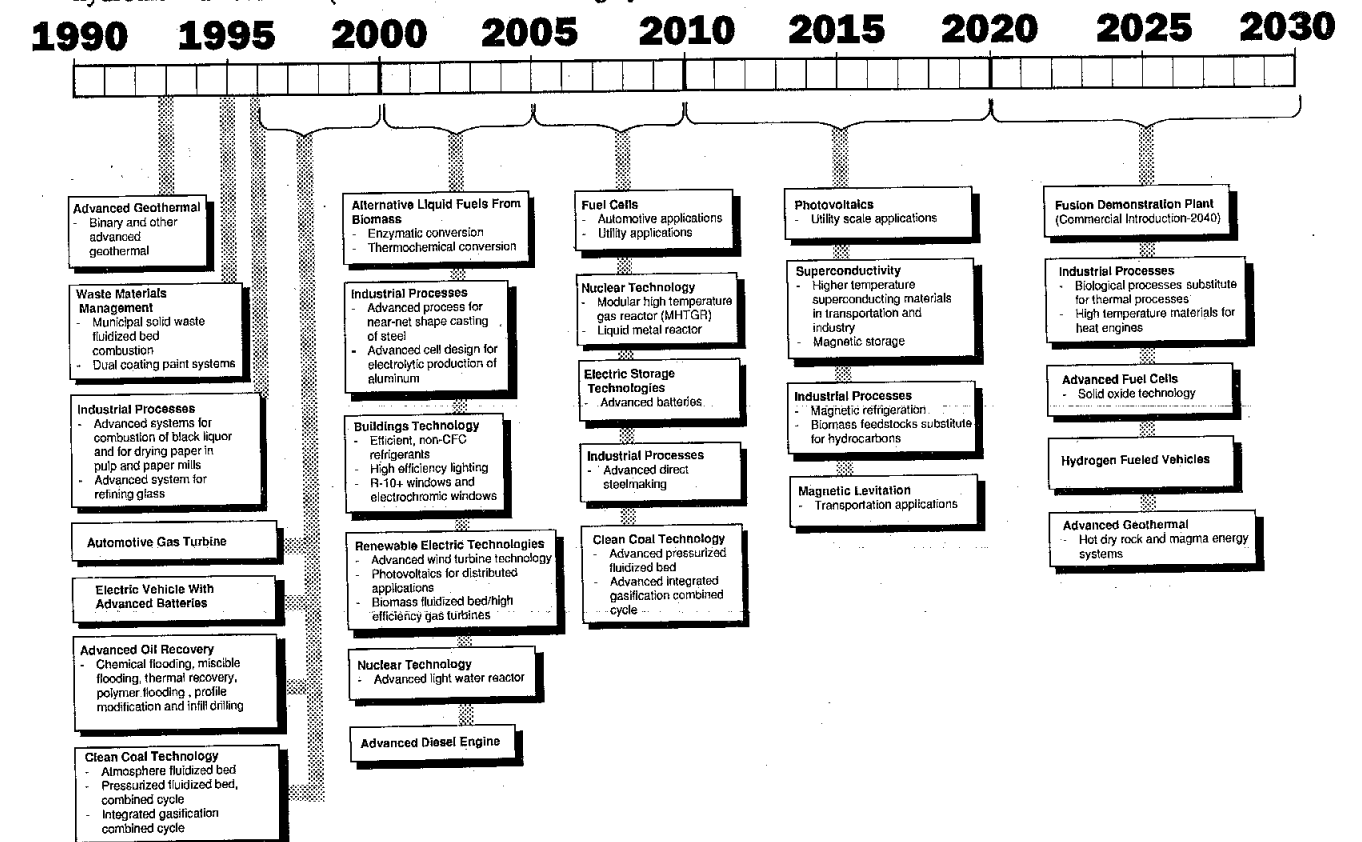 1990 1995 2000 2005 2010 2015 2020 2025 2030
Advanced Geothermal
- Binary and other
advanced
geothermal
Waste Materials
Management
- Municipal solid waste
fluidized bed
combustion
- Dual coating paint systems
Industrial Processes
- Advanced systems for
combustion of black liquor
and for drying paper in
pulp and paper mills
- Advanced system for
refining glass
Automotive Gas Turbine
Electric Vehicle With
Advanced Batteries
Advanced Oil Recovery
- Chemical flooding, miscible
flooding, thermal recovery,
polymer flooding , profile
modification and infill drilling
Clean Coal Technology
- Atmosphere fluidized bed
- Pressurized fluidized bed,
combined cycle
- Integrated gasification
combined cycle
Alternative Liquid Fuels From
Biomass
- Enzymatic conversion
- Thermochemical conversion
Industrial Processes
- Advanced process for
near-net shape casting
of steel
- Advanced cell design for
electrolytic production of
aluminum
Buildings Technology
- Efficient, non-CFC
refrigerants
- High efficiency lighting
- R-10+ windows and
electrochromic windows
Renewable Electric Technologies
- Advanced wind turbine technology
- Photovoltaics for distributed
applications
- Biomass fluidized bed/high
efficiency gas turbines
Nuclear Technology
- Advanced light water reactor
Advanced Diesel Engine
Fuel Cells
- Automotive applications
- Utility applications
Nuclear Technology
- Modular high temperature
gas reactor (MHTGR)
- Liquid metal reactor
Electric Storage
Technologies
- Advanced batteries
Industrial Processes
- Advanced direct
steelmaking
Clean Coal Technology
- Advanced pressurized
fluidized bed
- Advanced integrated
gasification combined
cycle
Photovoltaics
- Utility scale applications
Superconductivity
- Higher temperature
superconducting materials
in transportation and
industry
- Magnetic storage
Industrial Processes
- Magnetic refrigeration
- Biomass feedstocks substitute
for hydrocarbons
Magnetic Levitation
- Transportation applications
Fusion Demonstration Plant
(Commercial Introduction-2040)
Industrial Processes
- Biological processes substitute
for thermal processes
- High temperature materials for
heat engines
Advanced Fuel Cells
- Solid oxide technology
Hydrogen Fueled Vehicles
Advanced Geothermal
- Hot dry rock and magma energy
systems